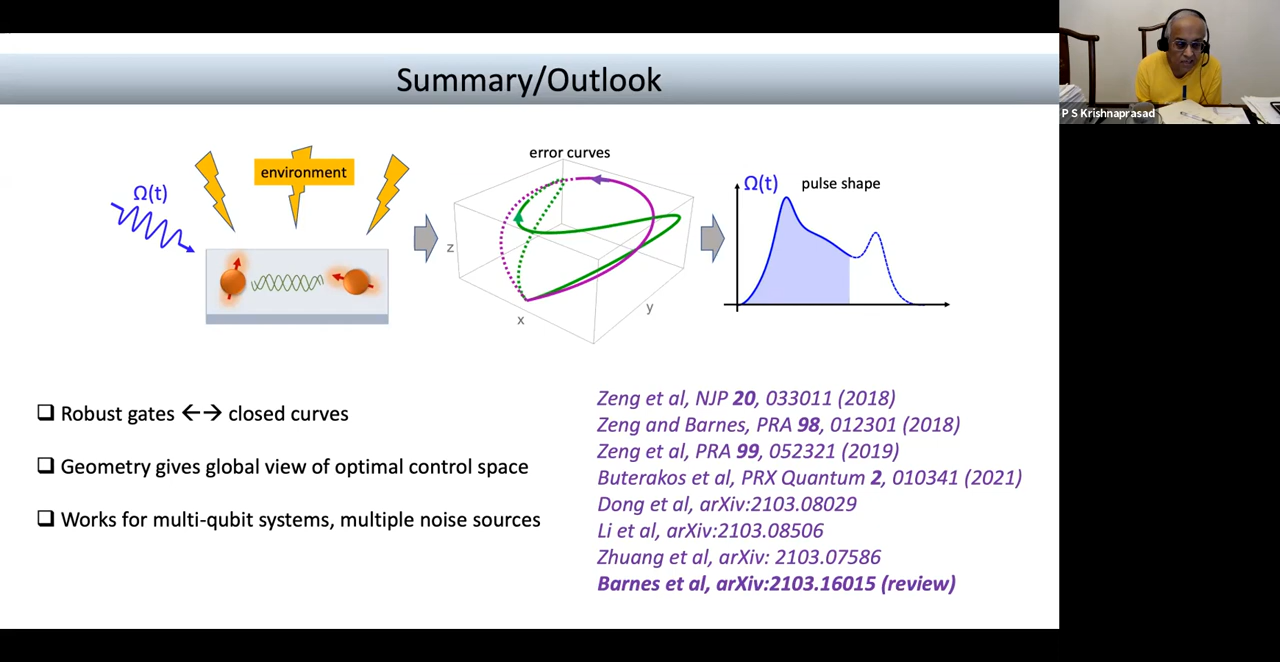 Summary/Outlook
P S Krishnaprasad
environment
Ω(t)
error curves
z
x
y
Ω(t) pulse shape
Robust gates ←→ closed curves
Geometry gives global view of optimal control space
Works for multi-qubit systems, multiple noise sources
Zeng et al, NJP 20, 033011 (2018)
Zeng and Barnes, PRA 98, 012301 (2018)
Zeng et al, PRA 99, 052321 (2019)
Buterakos et al, PRX Quantum 2, 010341 (2021)
Dong et al, arXiv:2103.08029
Li et al, arXiv:2103.08506
Zhuang et al, arXiv: 2103.07586
Barnes et al, arXiv:2103.16015 (review)